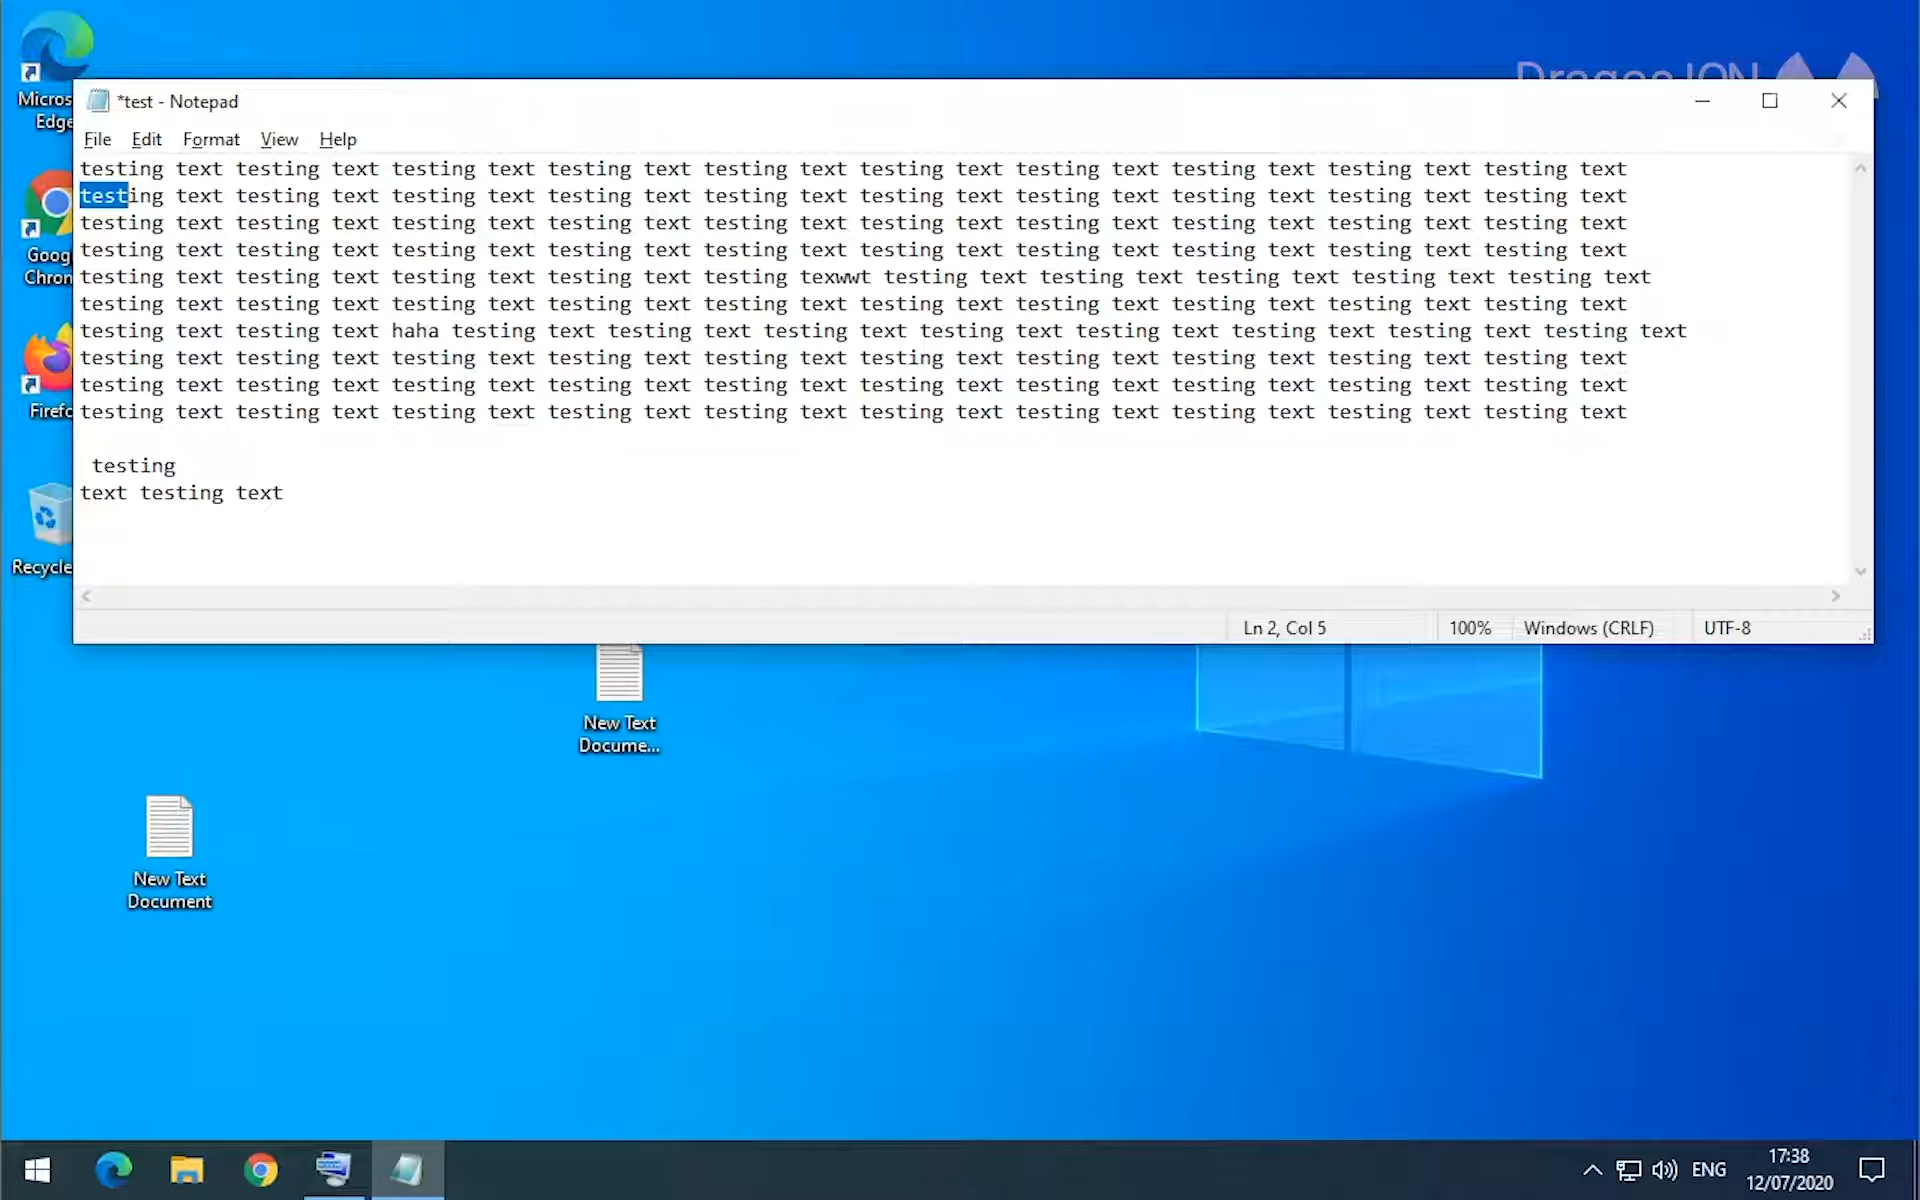 Dragon ION
Micros
Edge
*test - Notepad
File Edit Format View Help
testing text testing text testing text testing text testing text testing text testing text testing text testing text testing text
testing text testing text testing text testing text testing text testing text testing text testing text testing text testing text
testing text testing text testing text testing text testing text testing text testing text testing text testing text testing text
testing text testing text testing text testing text testing text testing text testing text testing text testing text testing text
testing text testing text testing text testing text testing texwwt testing text testing text testing text testing text testing text
testing text testing text testing text testing text testing text testing text testing text testing text testing text testing text
testing text testing text haha testing text testing text testing text testing text testing text testing text testing text testing text
testing text testing text testing text testing text testing text testing text testing text testing text testing text testing text
testing text testing text testing text testing text testing text testing text testing text testing text testing text testing text
testing text testing text testing text testing text testing text testing text testing text testing text testing text testing text
testing
text testing text
Goog
Chron
Firefo
Recycle
Ln 2, Col 5 100% Windows (CRLF) UTF-8
New Text
Docume...
New Text
Document
ENG
17:38
12/07/2020